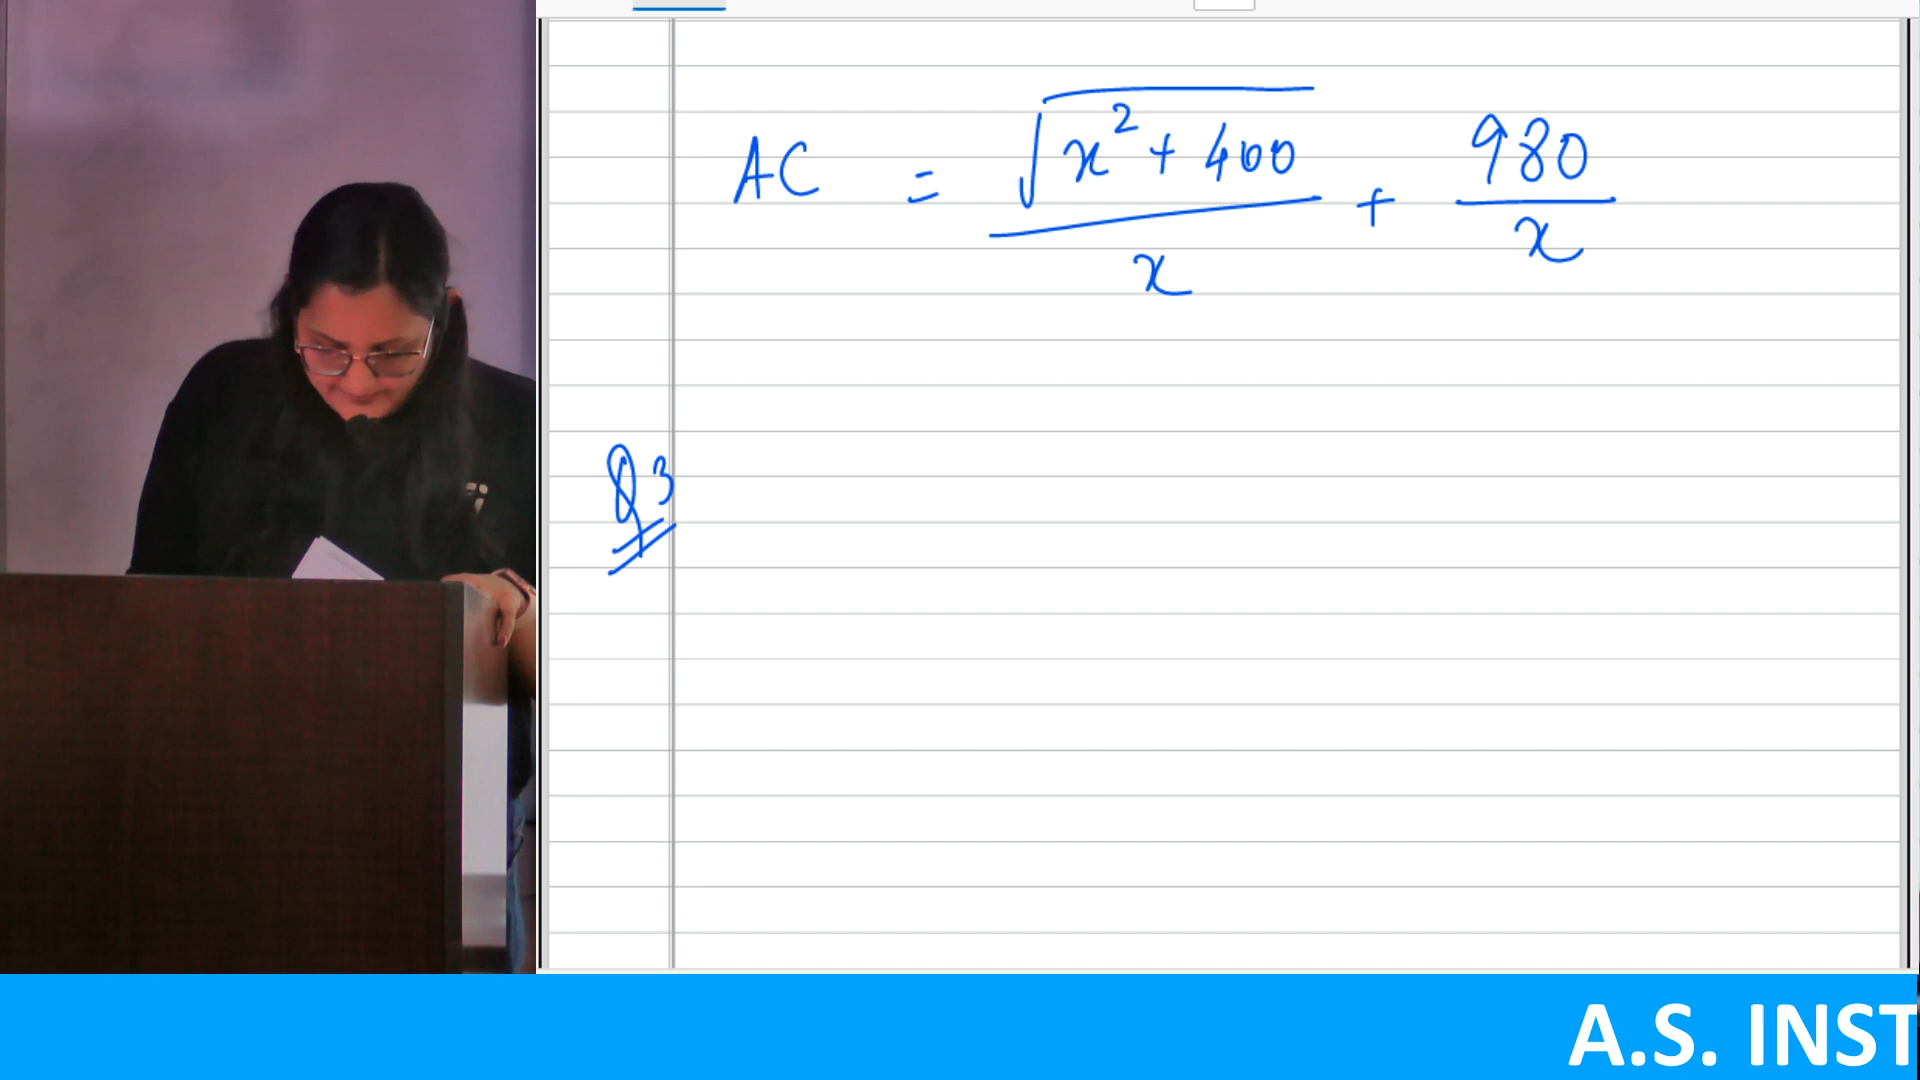 AC = √(x² + 400) / x + 980 / x
Q3
A.S. INST